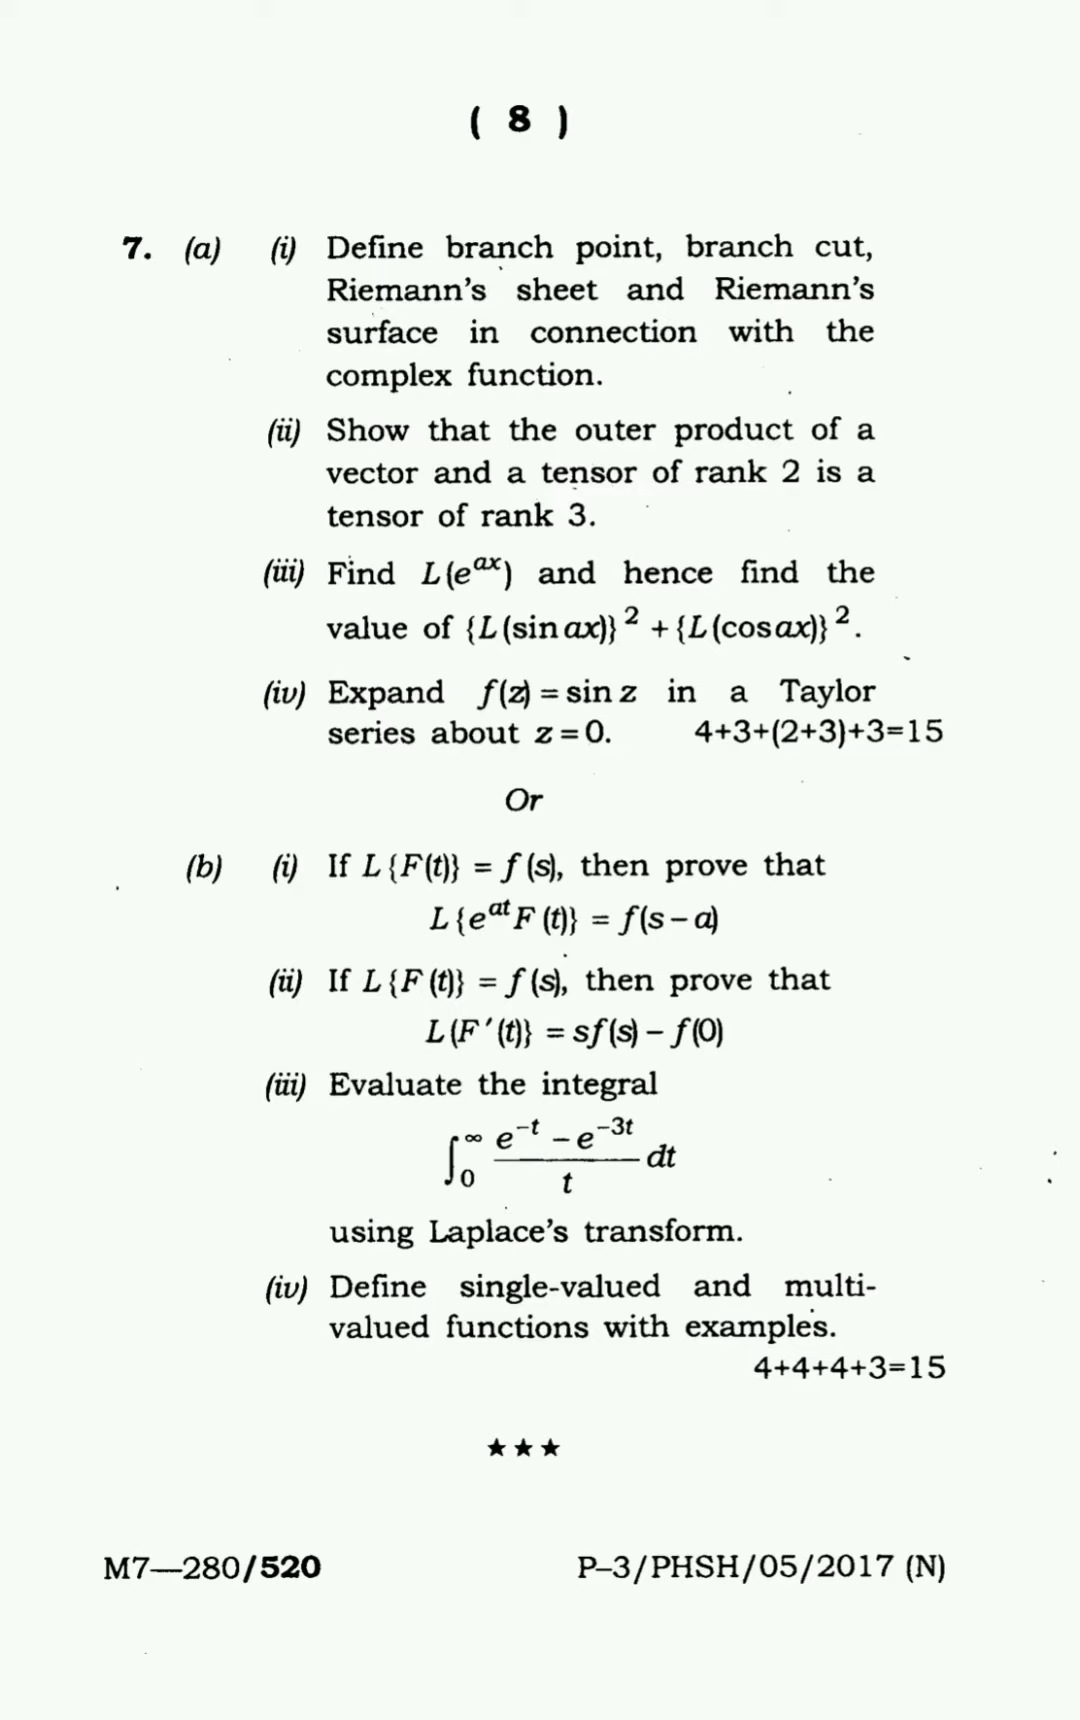 ( 8 )
7. (a) (i) Define branch point, branch cut,
Riemann's sheet and Riemann's
surface in connection with the
complex function.
(ii) Show that the outer product of a
vector and a tensor of rank 2 is a
tensor of rank 3.
(iii) Find L(e^{ax}) and hence find the
value of {L(sin ax)}² + {L(cos ax)}².
(iv) Expand f(z) = sin z in a Taylor
series about z = 0. 4+3+(2+3)+3=15
Or
(b) (i) If L{F(t)} = f(s), then prove that
L{e^{at} F(t)} = f(s – a)
(ii) If L{F(t)} = f(s), then prove that
L(F′(t)} = sf(s) – f(0)
(iii) Evaluate the integral
∫₀^∞ (e^{–t} – e^{–3t})/t dt
using Laplace's transform.
(iv) Define single-valued and multi-
valued functions with examples.
4+4+4+3=15
★★★
M7—280/520 P–3/PHSH/05/2017 (N)